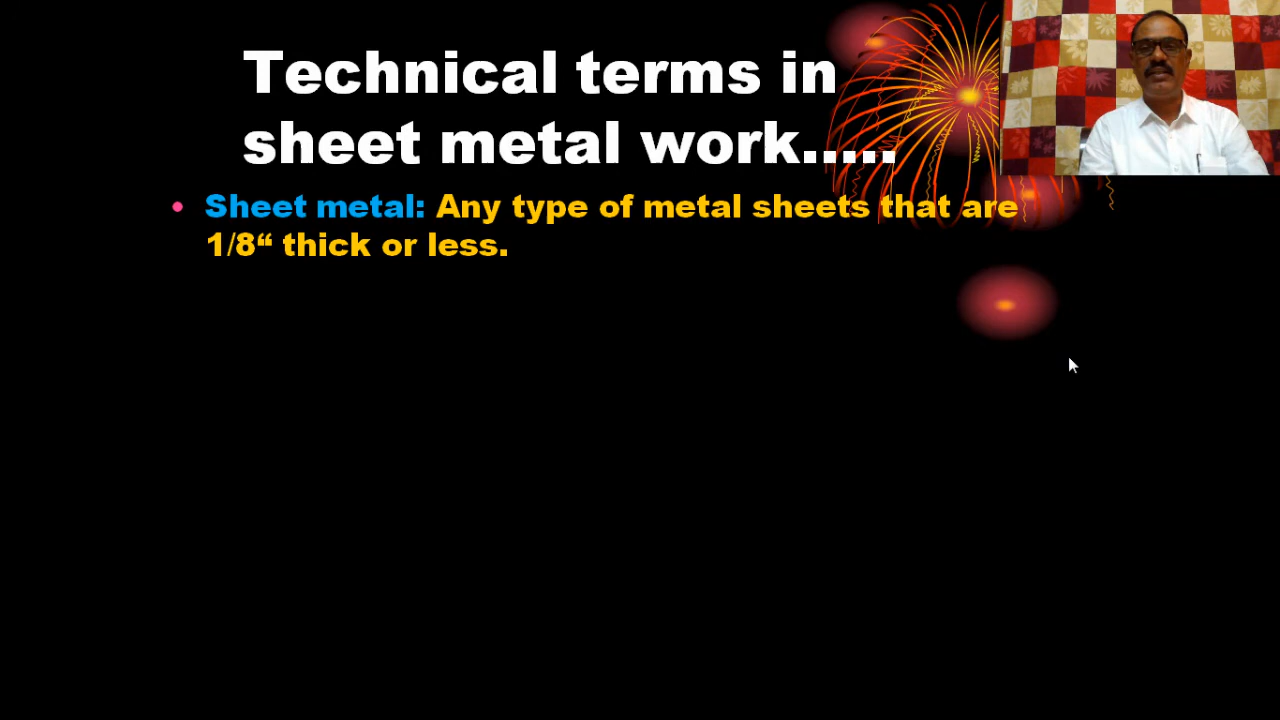 Technical terms in
sheet metal work.....
• Sheet metal: Any type of metal sheets that are
1/8“ thick or less.